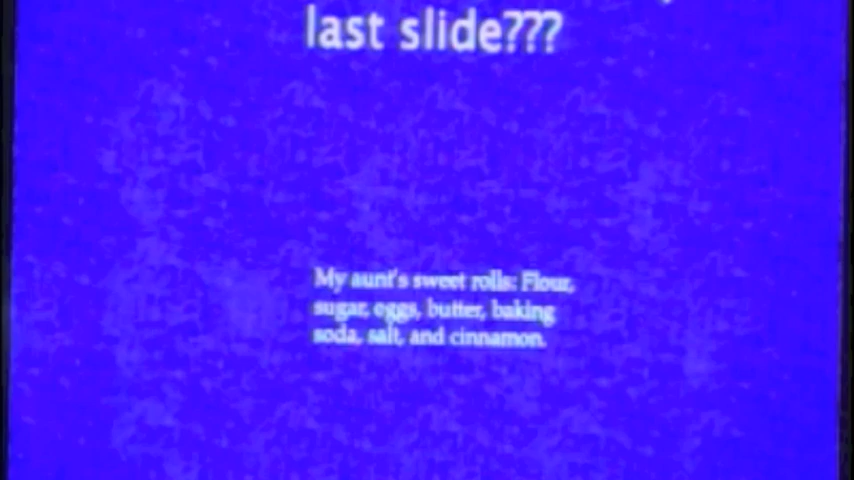 last slide???
My aunt's sweet rolls: Flour,
sugar, eggs, butter, baking
soda, salt, and cinnamon.